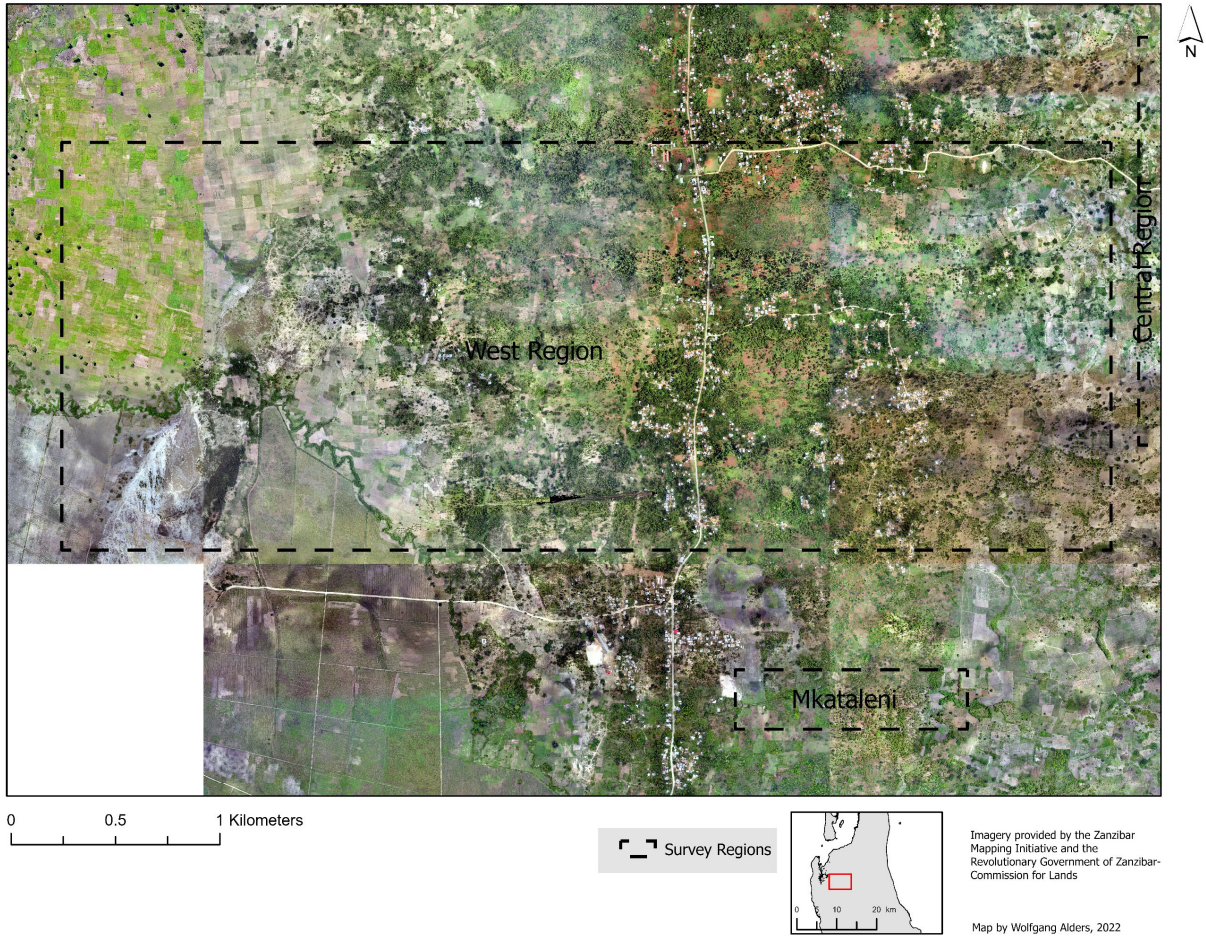 N
Central Region
West Region
Mkataleni
0 0.5 1 Kilometers
Survey Regions
0 5 10 20 km
Imagery provided by the Zanzibar
Mapping Initiative and the
Revolutionary Government of Zanzibar-
Commission for Lands
Map by Wolfgang Alders, 2022